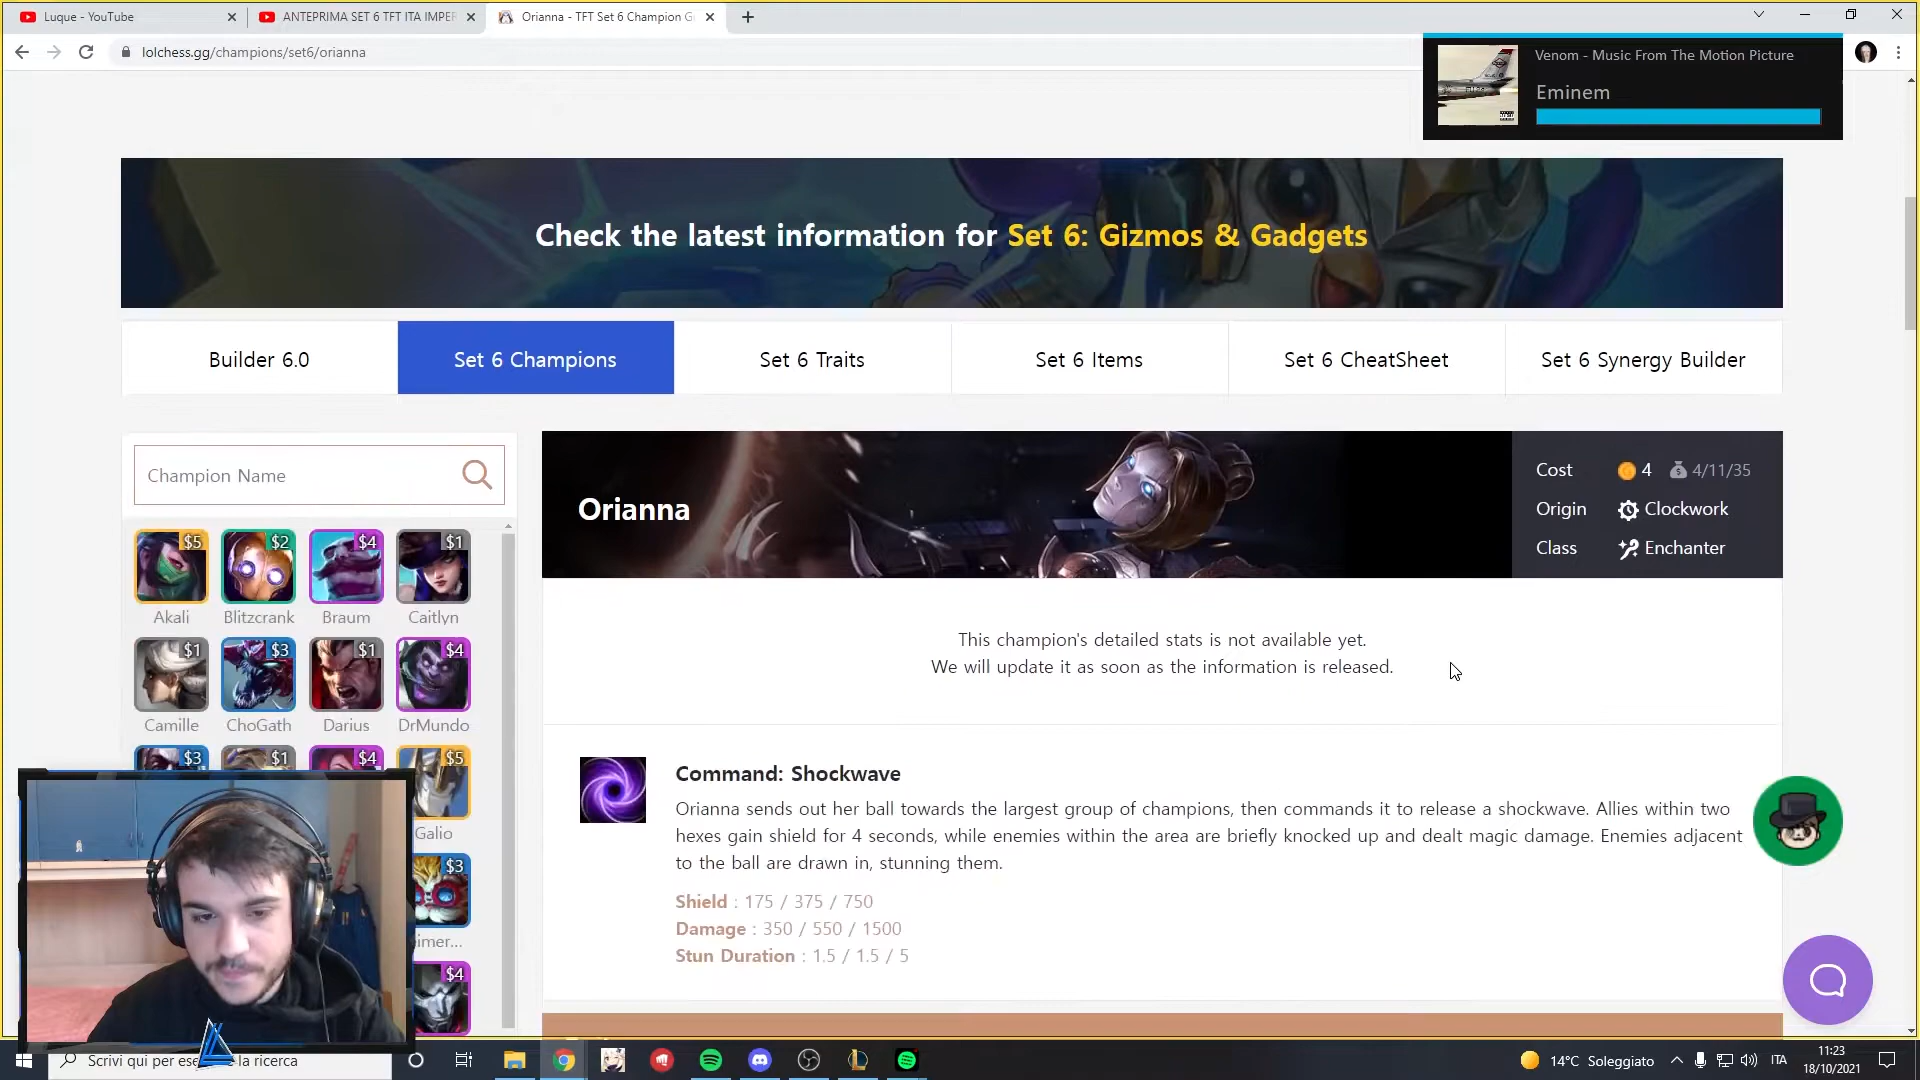 Luque - YouTube
ANTEPRIMA SET 6 TFT ITA IMPER
Orianna - TFT Set 6 Champion G
lolchess.gg/champions/set6/orianna
Venom - Music From The Motion Picture
Eminem
Check the latest information for Set 6: Gizmos & Gadgets
Builder 6.0
Set 6 Champions
Set 6 Traits
Set 6 Items
Set 6 CheatSheet
Set 6 Synergy Builder
Champion Name
Orianna
Cost 4 4/11/35
Origin Clockwork
Class Enchanter
$5 $2 $4 $1
Akali Blitzcrank Braum Caitlyn
$1 $3 $1 $4
Camille ChoGath Darius DrMundo
$3 $1 $4 $5
Galio
$3
imer...
$4
This champion's detailed stats is not available yet.
We will update it as soon as the information is released.
Command: Shockwave
Orianna sends out her ball towards the largest group of champions, then commands it to release a shockwave. Allies within two
hexes gain shield for 4 seconds, while enemies within the area are briefly knocked up and dealt magic damage. Enemies adjacent
to the ball are drawn in, stunning them.
Shield : 175 / 375 / 750
Damage : 350 / 550 / 1500
Stun Duration : 1.5 / 1.5 / 5
Scrivi qui per ese la ricerca
14°C Soleggiato
ITA
11:23
18/10/2021